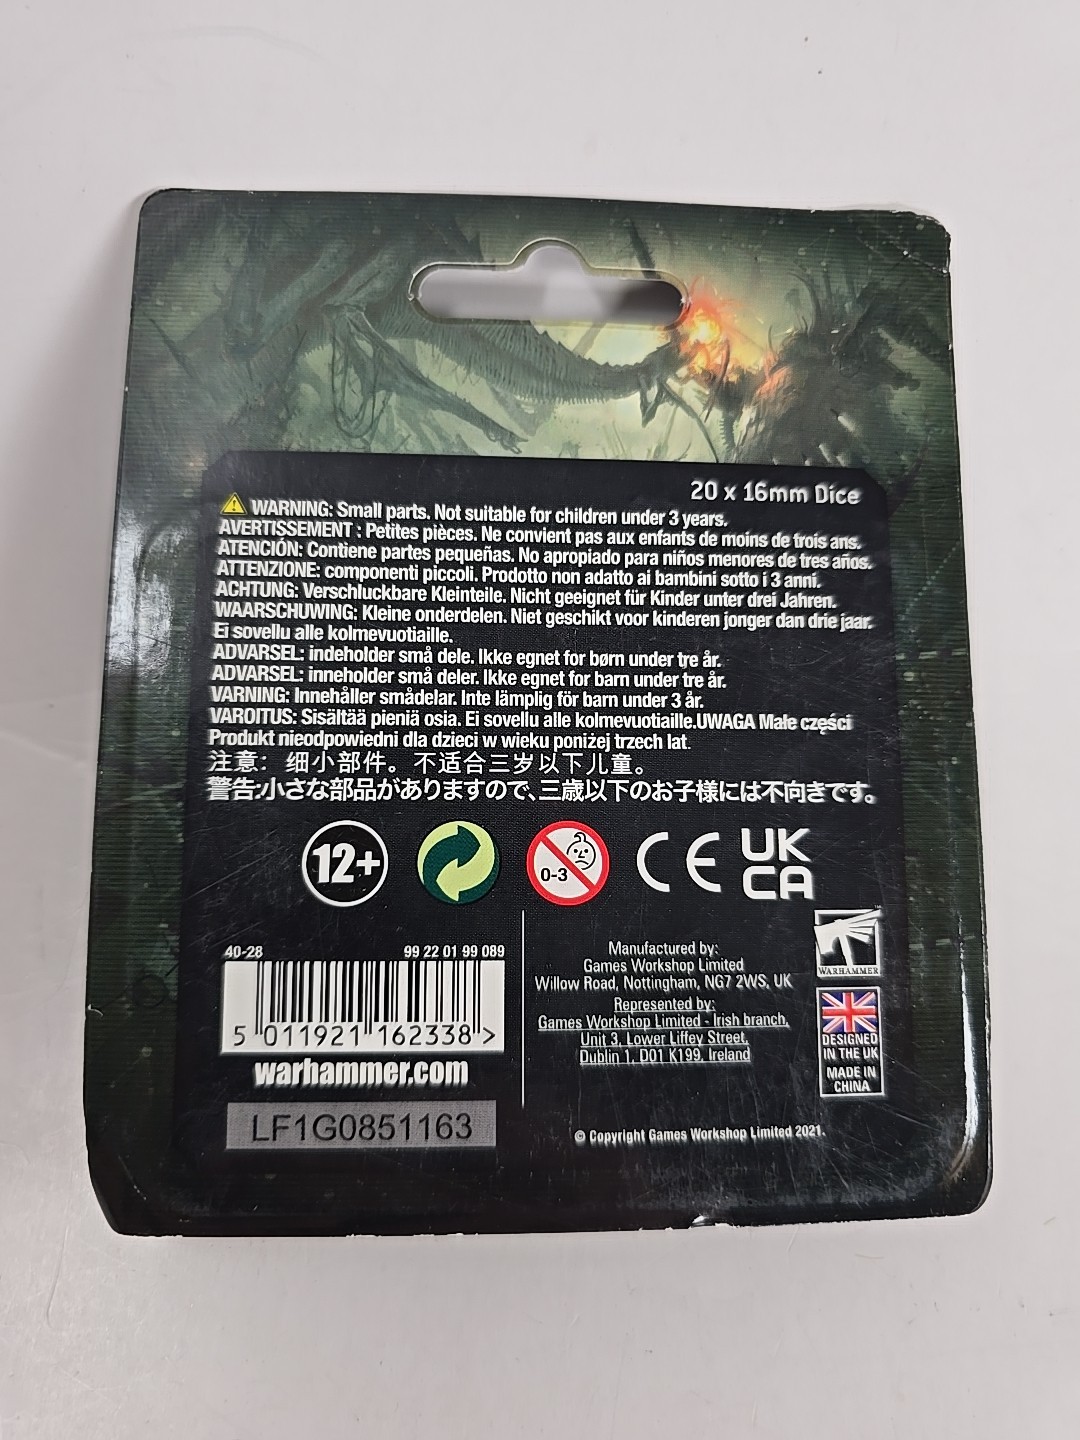 20 x 16mm Dice
WARNING: Small parts. Not suitable for children under 3 years.
AVERTISSEMENT : Petites pièces. Ne convient pas aux enfants de moins de trois ans.
ATENCIÓN: Contiene partes pequeñas. No apropiado para niños menores de tres años.
ATTENZIONE: componenti piccoli. Prodotto non adatto ai bambini sotto i 3 anni.
ACHTUNG: Verschluckbare Kleinteile. Nicht geeignet für Kinder unter drei Jahren.
WAARSCHUWING: Kleine onderdelen. Niet geschikt voor kinderen jonger dan drie jaar.
Ei sovellu alle kolmevuotiaille.
ADVARSEL: indeholder små dele. Ikke egnet for børn under tre år.
ADVARSEL: inneholder små deler. Ikke egnet for barn under tre år.
VARNING: Innehåller smådelar. Inte lämplig för barn under 3 år.
VAROITUS: Sisältää pieniä osia. Ei sovellu alle kolmevuotiaille.UWAGA Małe części
Produkt nieodpowiedni dla dzieci w wieku poniżej trzech lat.
注意： 细小部件。不适合三岁以下儿童。
警告:小さな部品がありますので、三歳以下のお子様には不向きです。
12+
0-3
CE
UK
CA
40-28 99 22 01 99 089
5 011921 162338 >
warhammer.com
LF1G0851163
Manufactured by:
Games Workshop Limited
Willow Road, Nottingham, NG7 2WS, UK
Represented by:
Games Workshop Limited - Irish branch,
Unit 3, Lower Liffey Street,
Dublin 1, D01 K199, Ireland
© Copyright Games Workshop Limited 2021.
WARHAMMER
DESIGNED
IN THE UK
MADE IN
CHINA